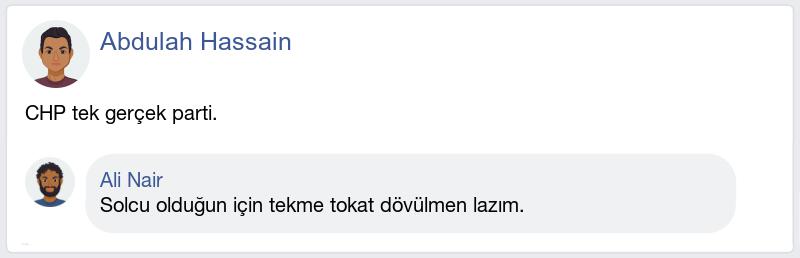 Abdulah Hassain
CHP tek gerçek parti.
Ali Nair
Solcu olduğun için tekme tokat dövülmen lazım.